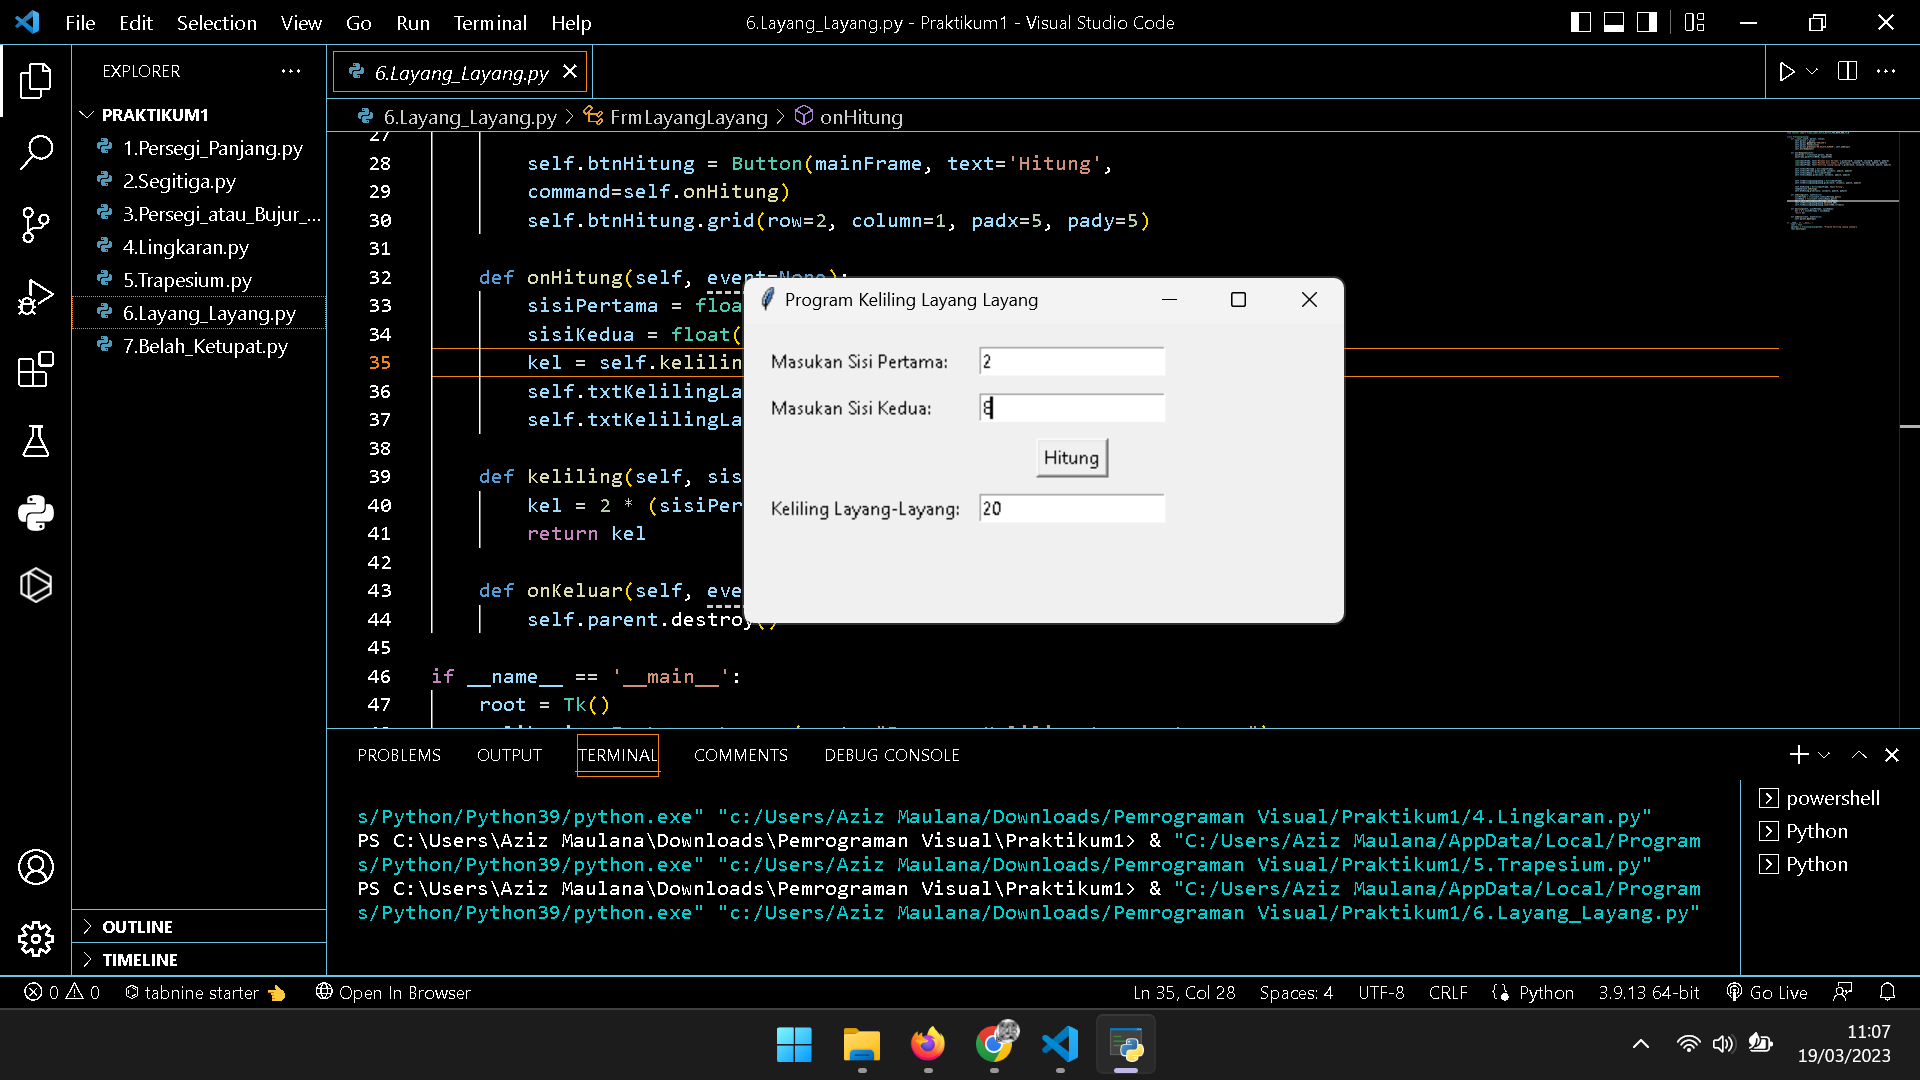 File Edit Selection View Go Run Terminal Help
6.Layang_Layang.py - Praktikum1 - Visual Studio Code
EXPLORER
PRAKTIKUM1
1.Persegi_Panjang.py
2.Segitiga.py
3.Persegi_atau_Bujur_...
4.Lingkaran.py
5.Trapesium.py
6.Layang_Layang.py
7.Belah_Ketupat.py
OUTLINE
TIMELINE
6.Layang_Layang.py
6.Layang_Layang.py > FrmLayangLayang > onHitung
27
28 self.btnHitung = Button(mainFrame, text='Hitung',
29 command=self.onHitung)
30 self.btnHitung.grid(row=2, column=1, padx=5, pady=5)
31
32 def onHitung(self, event=None):
33 sisiPertama = floa
34 sisiKedua = float(
35 kel = self.kelilin
36 self.txtKelilingLa
37 self.txtKelilingLa
38
39 def keliling(self, sis
40 kel = 2 * (sisiPer
41 return kel
42
43 def onKeluar(self, eve
44 self.parent.destroy()
45
46 if __name__ == '__main__':
47 root = Tk()
Program Keliling Layang Layang
Masukan Sisi Pertama: 2
Masukan Sisi Kedua: 8
Hitung
Keliling Layang-Layang: 20
PROBLEMS OUTPUT TERMINAL COMMENTS DEBUG CONSOLE
s/Python/Python39/python.exe" "c:/Users/Aziz Maulana/Downloads/Pemrograman Visual/Praktikum1/4.Lingkaran.py"
PS C:\Users\Aziz Maulana\Downloads\Pemrograman Visual\Praktikum1> & "C:/Users/Aziz Maulana/AppData/Local/Program
s/Python/Python39/python.exe" "c:/Users/Aziz Maulana/Downloads/Pemrograman Visual/Praktikum1/5.Trapesium.py"
PS C:\Users\Aziz Maulana\Downloads\Pemrograman Visual\Praktikum1> & "C:/Users/Aziz Maulana/AppData/Local/Program
s/Python/Python39/python.exe" "c:/Users/Aziz Maulana/Downloads/Pemrograman Visual/Praktikum1/6.Layang_Layang.py"
powershell
Python
Python
0 0 tabnine starter Open In Browser
Ln 35, Col 28 Spaces: 4 UTF-8 CRLF Python 3.9.13 64-bit Go Live
11:07
19/03/2023